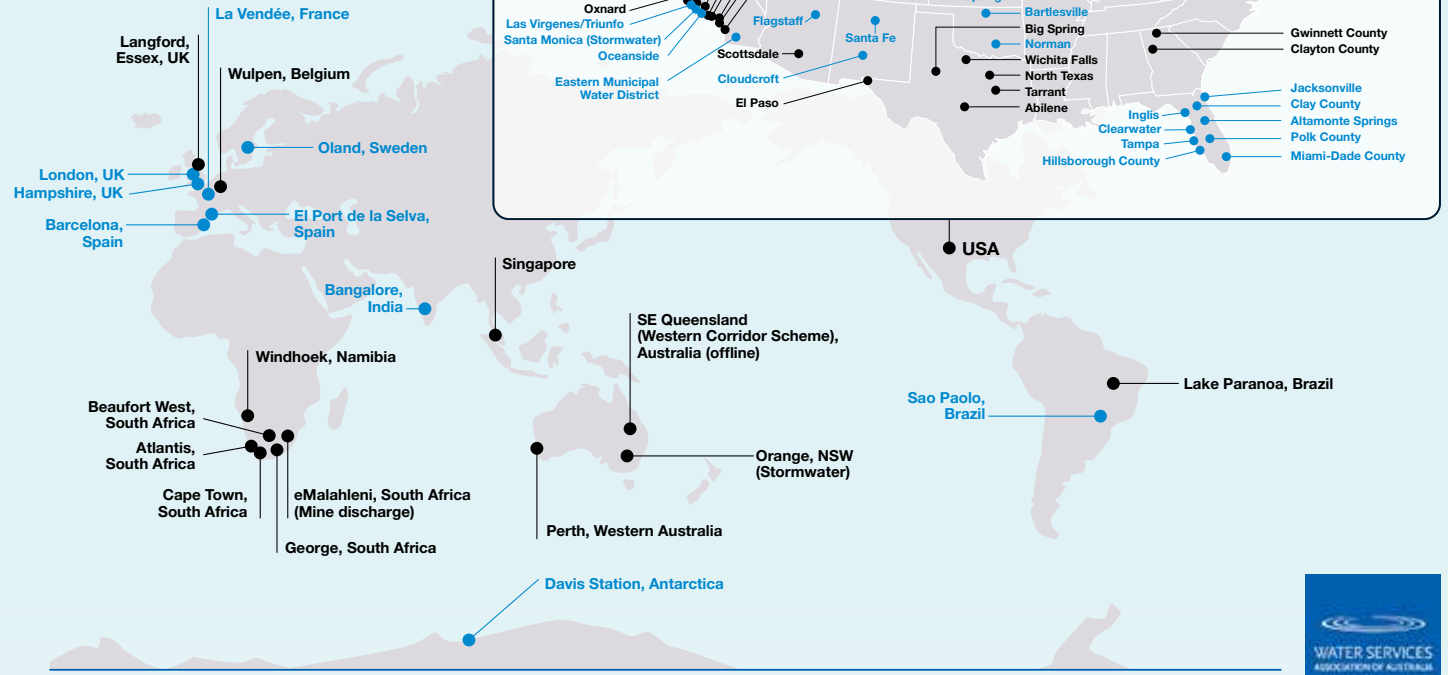 La Vendée, France
Langford,
Essex, UK
Wulpen, Belgium
Oland, Sweden
London, UK
Hampshire, UK
Barcelona,
Spain
El Port de la Selva,
Spain
Oxnard
Las Virgenes/Triunfo
Santa Monica (Stormwater)
Oceanside
Eastern Municipal
Water District
Flagstaff
Scottsdale
Santa Fe
Cloudcroft
El Paso
Bartlesville
Big Spring
Norman
Wichita Falls
North Texas
Tarrant
Abilene
Gwinnett County
Clayton County
Jacksonville
Clay County
Altamonte Springs
Polk County
Miami-Dade County
Inglis
Clearwater
Tampa
Hillsborough County
USA
Singapore
Bangalore,
India
SE Queensland
(Western Corridor Scheme),
Australia (offline)
Windhoek, Namibia
Beaufort West,
South Africa
Atlantis,
South Africa
Cape Town,
South Africa
eMalahleni, South Africa
(Mine discharge)
George, South Africa
Orange, NSW
(Stormwater)
Perth, Western Australia
Lake Paranoa, Brazil
Sao Paolo,
Brazil
Davis Station, Antarctica
WATER SERVICES
ASSOCIATION OF AUSTRALIA